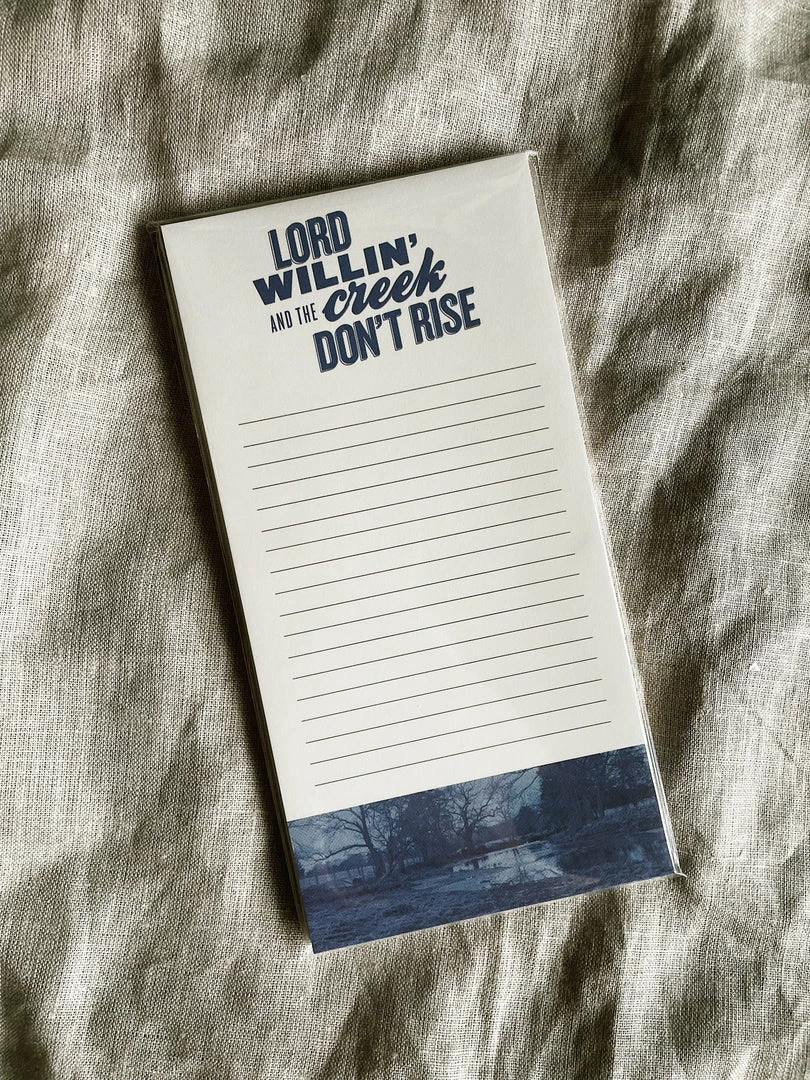 LORD
WILLIN'
AND THE creek
DON'T RISE